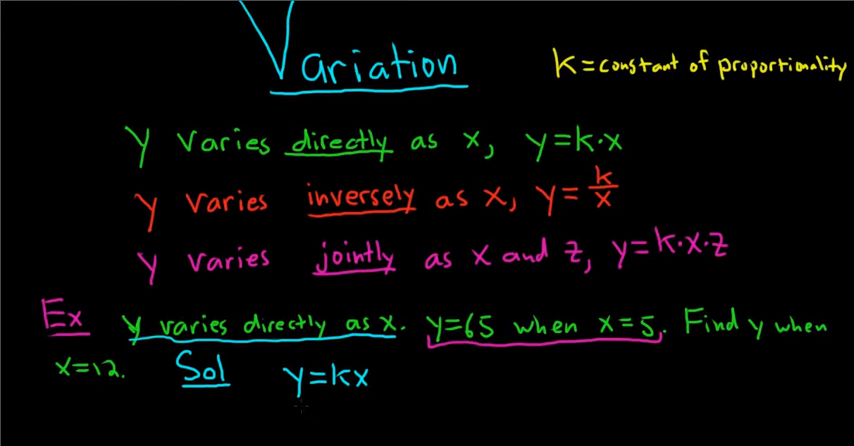 Variation
k = constant of proportionality
y varies directly as x, y = k·x
y varies inversely as x, y = k/x
y varies jointly as x and z, y = k·x·z
Ex y varies directly as x. y = 65 when x = 5. Find y when
x = 12. Sol y = kx